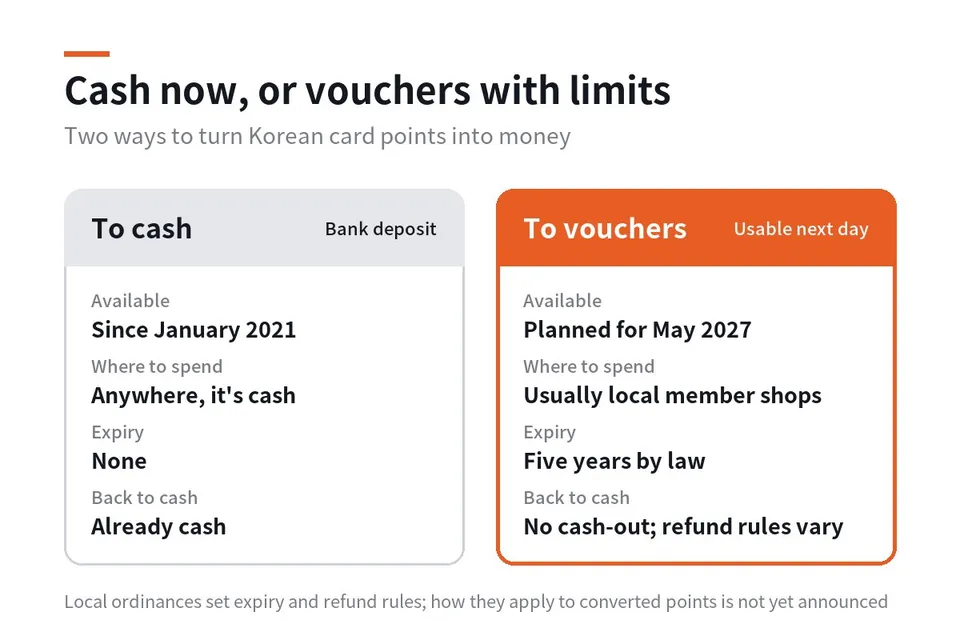 Cash now, or vouchers with limits
Two ways to turn Korean card points into money
To cash
Bank deposit
Available
Since January 2021
Where to spend
Anywhere, it's cash
Expiry
None
Back to cash
Already cash
To vouchers
Usable next day
Available
Planned for May 2027
Where to spend
Usually local member shops
Expiry
Five years by law
Back to cash
No cash-out; refund rules vary
Local ordinances set expiry and refund rules; how they apply to converted points is not yet announced